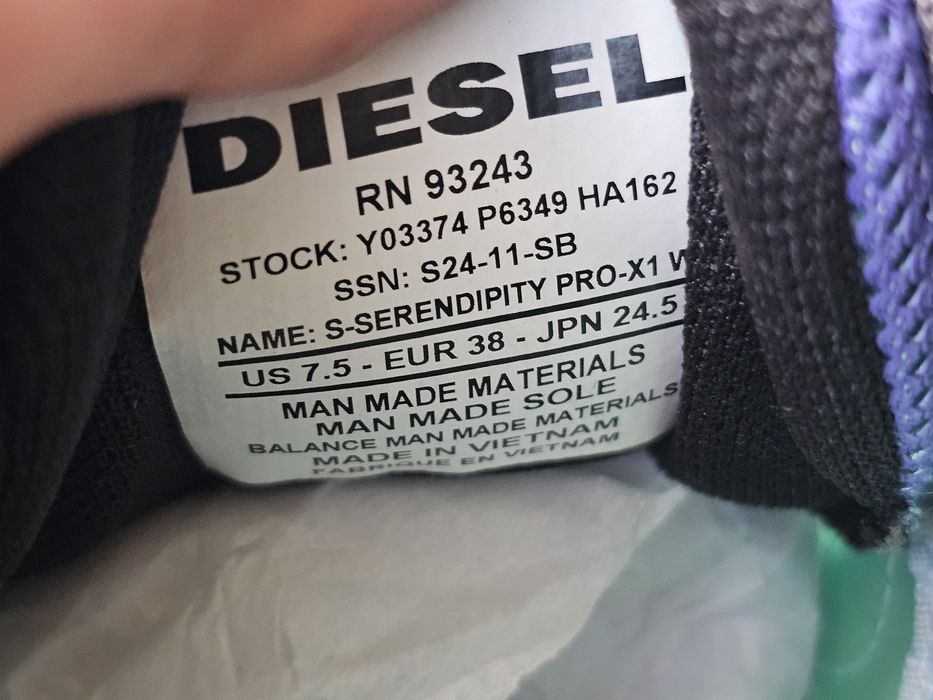 DIESEL
RN 93243
STOCK: Y03374 P6349 HA162
SSN: S24-11-SB
NAME: S-SERENDIPITY PRO-X1 W
US 7.5 - EUR 38 - JPN 24.5
MAN MADE MATERIALS
MAN MADE SOLE
BALANCE MAN MADE MATERIALS
MADE IN VIETNAM
FABRIQUE EN VIETNAM